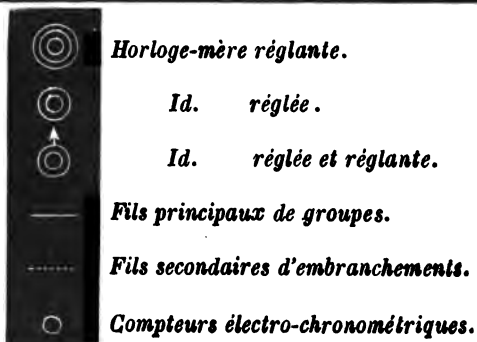 Horloge-mère réglante.
Id. réglée.
Id. réglée et réglante.
Fils principaux de groupes.
Fils secondaires d'embranchements.
Compteurs électro-chronométriques.